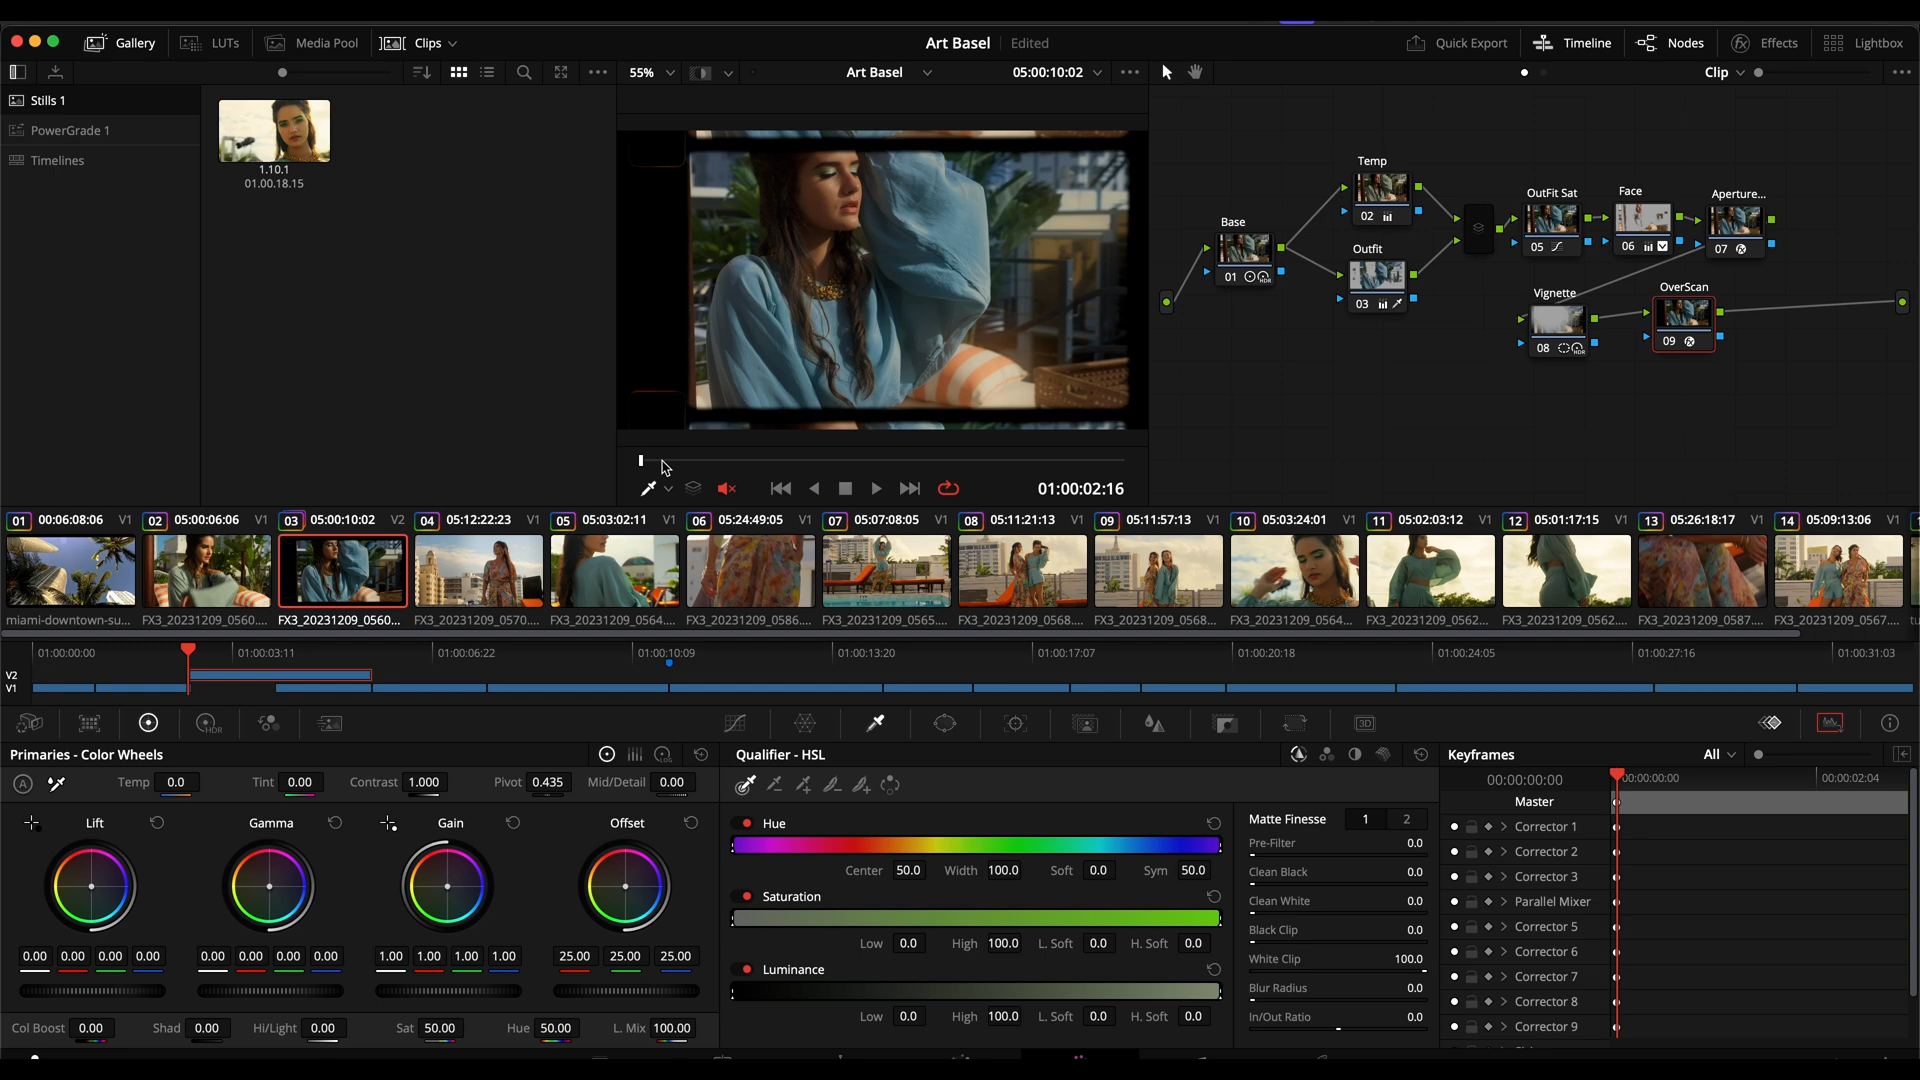 Gallery LUTs Media Pool Clips Art Basel Edited Quick Export Timeline Nodes Effects Lightbox
55% Art Basel 05:00:10:02 Clip
Stills 1
PowerGrade 1
Timelines
1.10.1
01.00.18.15
Temp
02
Base
01
Outfit
03
OutFit Sat
05
Face
06
Aperture...
07
Vignette
08
OverScan
09
01:00:02:16
01 00:06:08:06 V1 02 05:00:06:06 V1 03 05:00:10:02 V2 04 05:12:22:23 V1 05 05:03:02:11 V1 06 05:24:49:05 V1 07 05:07:08:05 V1 08 05:11:21:13 V1 09 05:11:57:13 V1 10 05:03:24:01 V1 11 05:02:03:12 V1 12 05:01:17:15 V1 13 05:26:18:17 V1 14 05:09:13:06 V1
miami-downtown-su... FX3_20231209_0560.... FX3_20231209_0560... FX3_20231209_0570.... FX3_20231209_0564.... FX3_20231209_0586.... FX3_20231209_0565.... FX3_20231209_0568.... FX3_20231209_0568.... FX3_20231209_0564.... FX3_20231209_0562.... FX3_20231209_0562.... FX3_20231209_0587.... FX3_20231209_0567....
01:00:00:00 01:00:03:11 01:00:06:22 01:00:10:09 01:00:13:20 01:00:17:07 01:00:20:18 01:00:24:05 01:00:27:16 01:00:31:03
V2
V1
HDR 3D
Primaries - Color Wheels
Temp 0.0 Tint 0.00 Contrast 1.000 Pivot 0.435 Mid/Detail 0.00
Lift Gamma Gain Offset
0.00 0.00 0.00 0.00 0.00 0.00 0.00 0.00 1.00 1.00 1.00 1.00 25.00 25.00 25.00
Col Boost 0.00 Shad 0.00 Hi/Light 0.00 Sat 50.00 Hue 50.00 L. Mix 100.00
Qualifier - HSL
Hue
Center 50.0 Width 100.0 Soft 0.0 Sym 50.0
Saturation
Low 0.0 High 100.0 L. Soft 0.0 H. Soft 0.0
Luminance
Low 0.0 High 100.0 L. Soft 0.0 H. Soft 0.0
Matte Finesse 1 2
Pre-Filter 0.0
Clean Black 0.0
Clean White 0.0
Black Clip 0.0
White Clip 100.0
Blur Radius 0.0
In/Out Ratio 0.0
Keyframes All
00:00:00:00 00:00:00:00 00:00:02:04
Master
Corrector 1
Corrector 2
Corrector 3
Parallel Mixer
Corrector 5
Corrector 6
Corrector 7
Corrector 8
Corrector 9